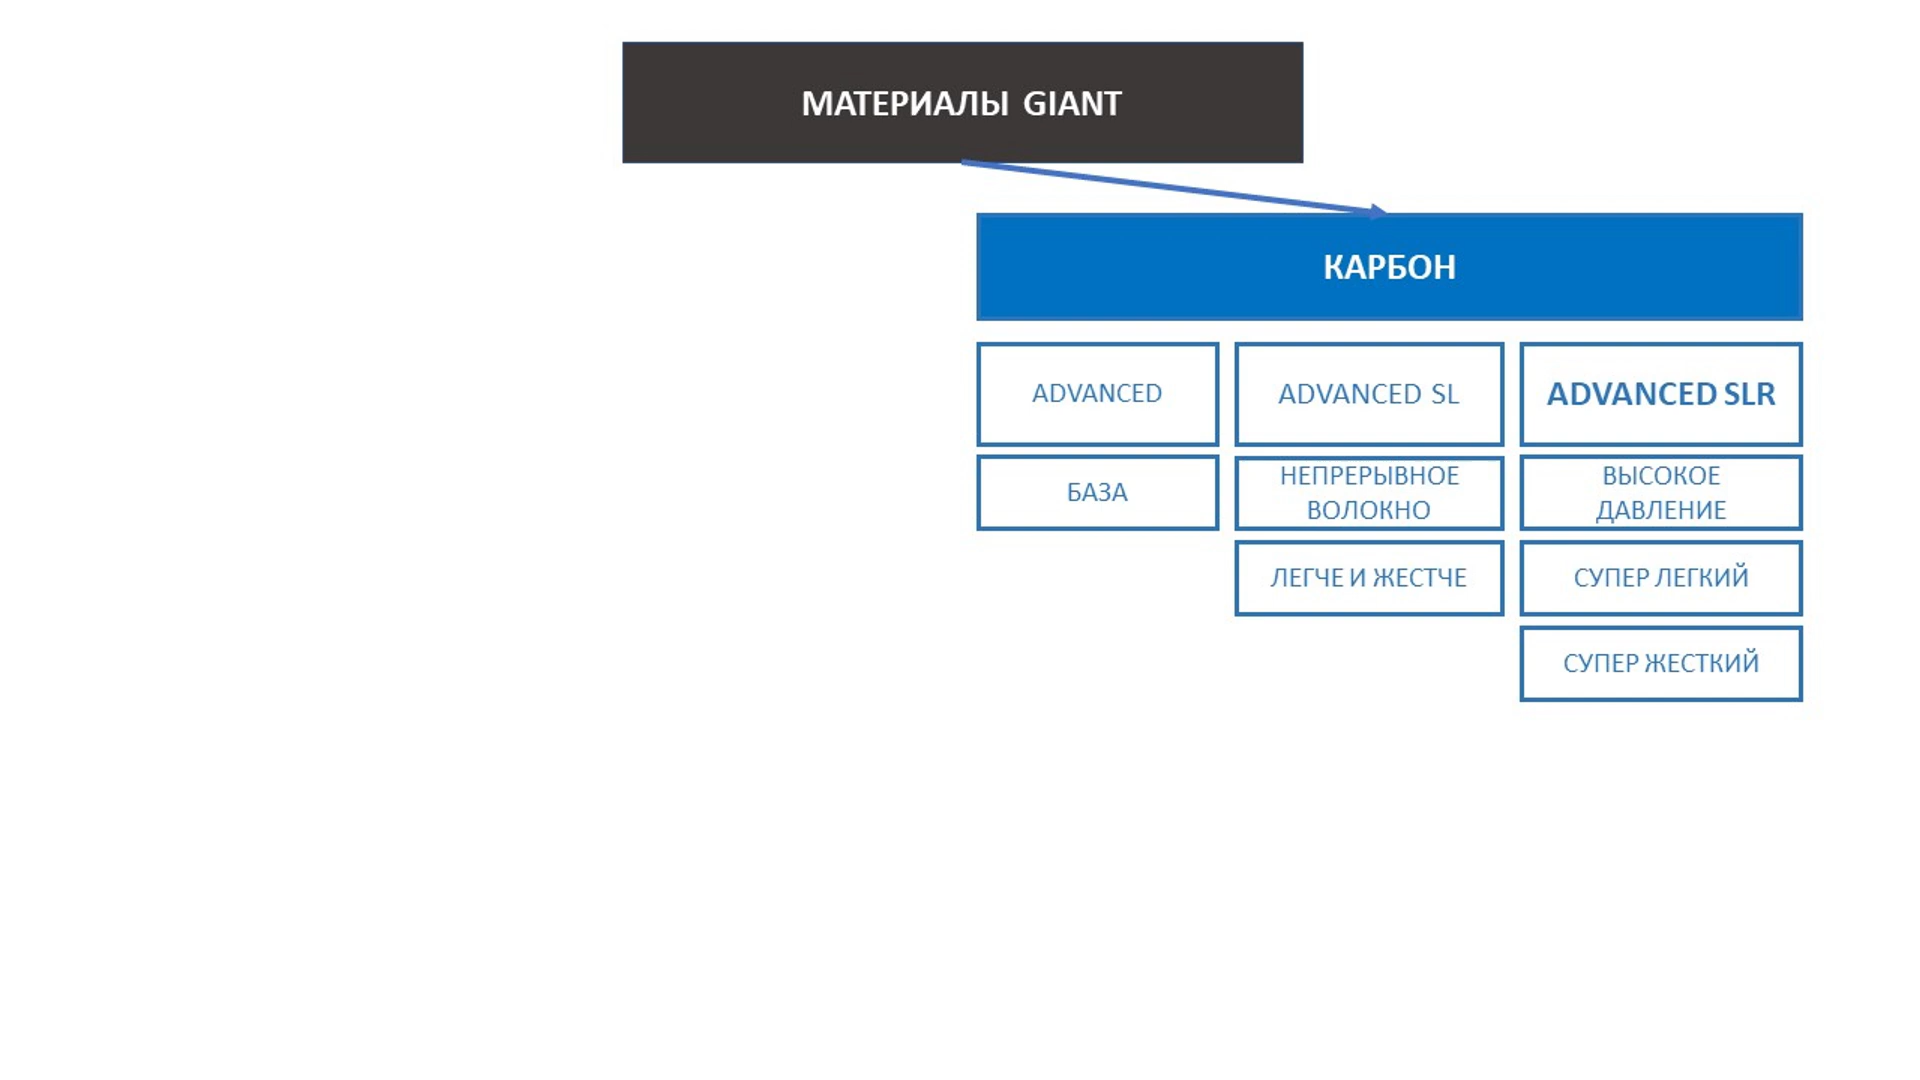 МАТЕРИАЛЫ GIANT
КАРБОН
ADVANCED
ADVANCED SL
ADVANCED SLR
БАЗА
НЕПРЕРЫВНОЕ
ВОЛОКНО
ВЫСОКОЕ
ДАВЛЕНИЕ
ЛЕГЧЕ И ЖЕСТЧЕ
СУПЕР ЛЕГКИЙ
СУПЕР ЖЕСТКИЙ